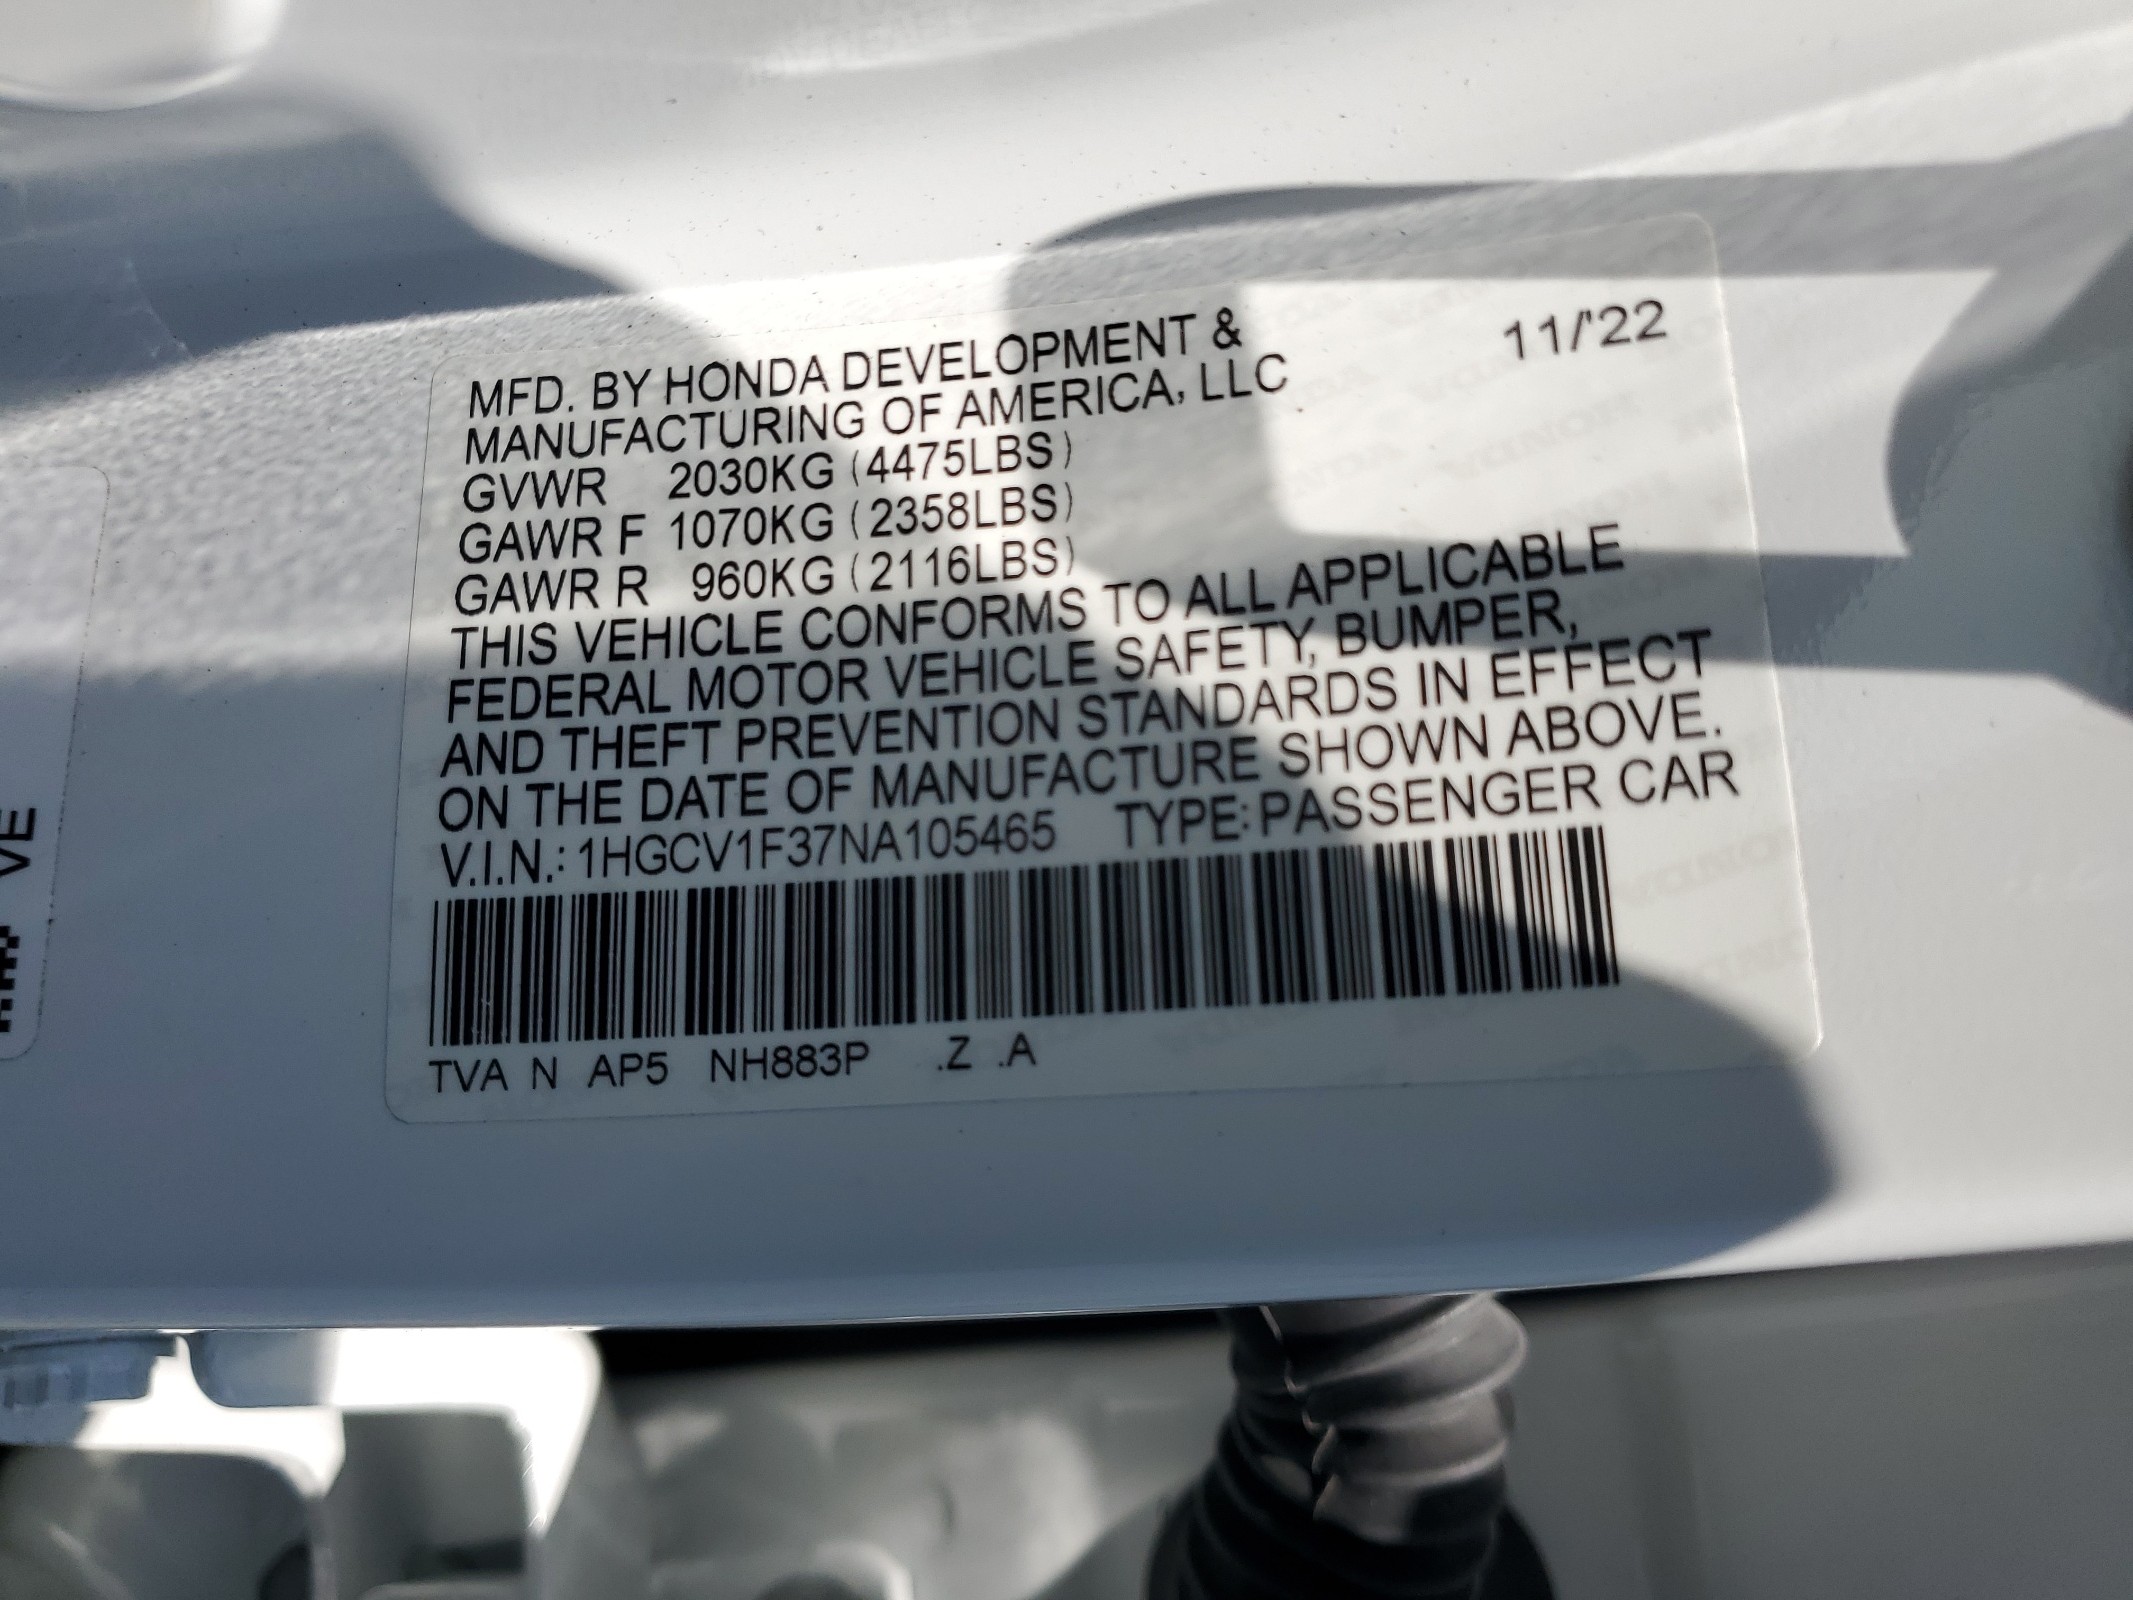 MFD. BY HONDA DEVELOPMENT &
MANUFACTURING OF AMERICA, LLC
11/'22
GVWR 2030KG (4475LBS)
GAWR F 1070KG (2358LBS)
GAWR R 960KG (2116LBS)
THIS VEHICLE CONFORMS TO ALL APPLICABLE
FEDERAL MOTOR VEHICLE SAFETY, BUMPER,
AND THEFT PREVENTION STANDARDS IN EFFECT
ON THE DATE OF MANUFACTURE SHOWN ABOVE.
V.I.N.: 1HGCV1F37NA105465 TYPE: PASSENGER CAR
TVA N AP5 NH883P .Z .A
VE